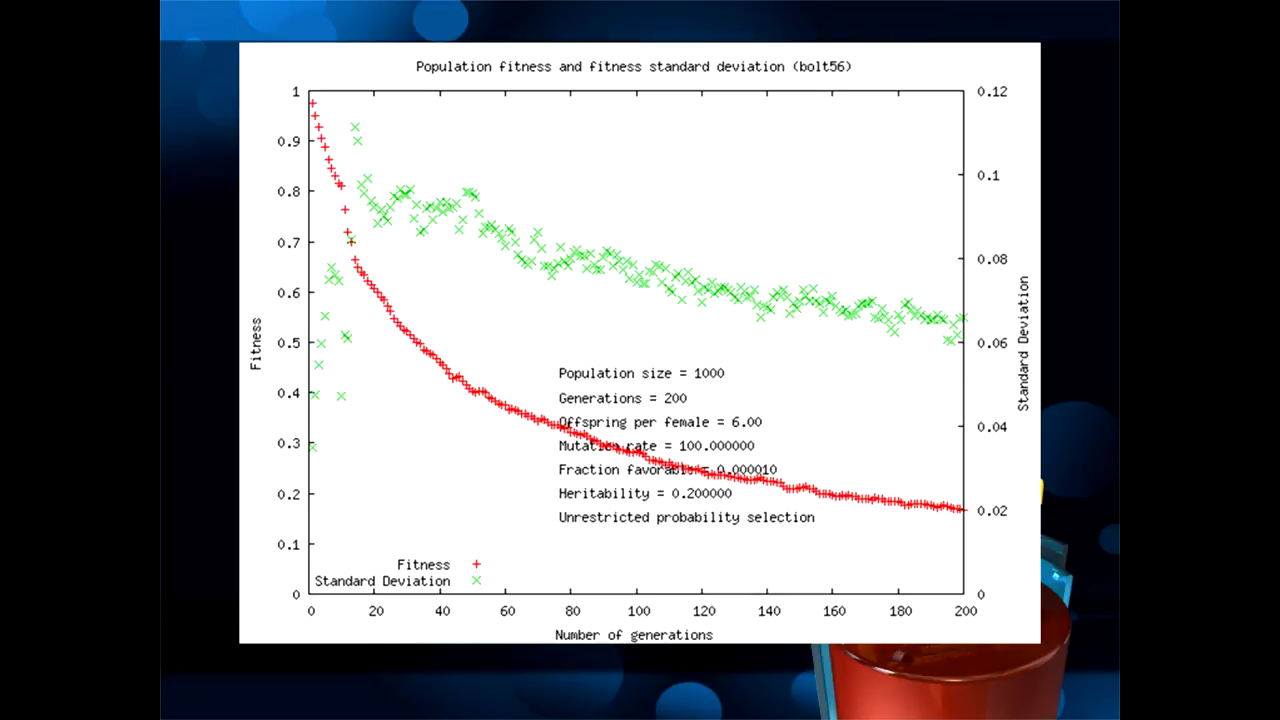 Population fitness and fitness standard deviation (bolt56)
1
0.9
0.8
0.7
0.6
0.5
0.4
0.3
0.2
0.1
0
Fitness
0.12
0.1
0.08
0.06
0.04
0.02
0
Standard Deviation
Population size = 1000
Generations = 200
Offspring per female = 6.00
Mutation rate = 100.000000
Fraction favorable = 0.000010
Heritability = 0.200000
Unrestricted probability selection
Fitness
Standard Deviation
0 20 40 60 80 100 120 140 160 180 200
Number of generations